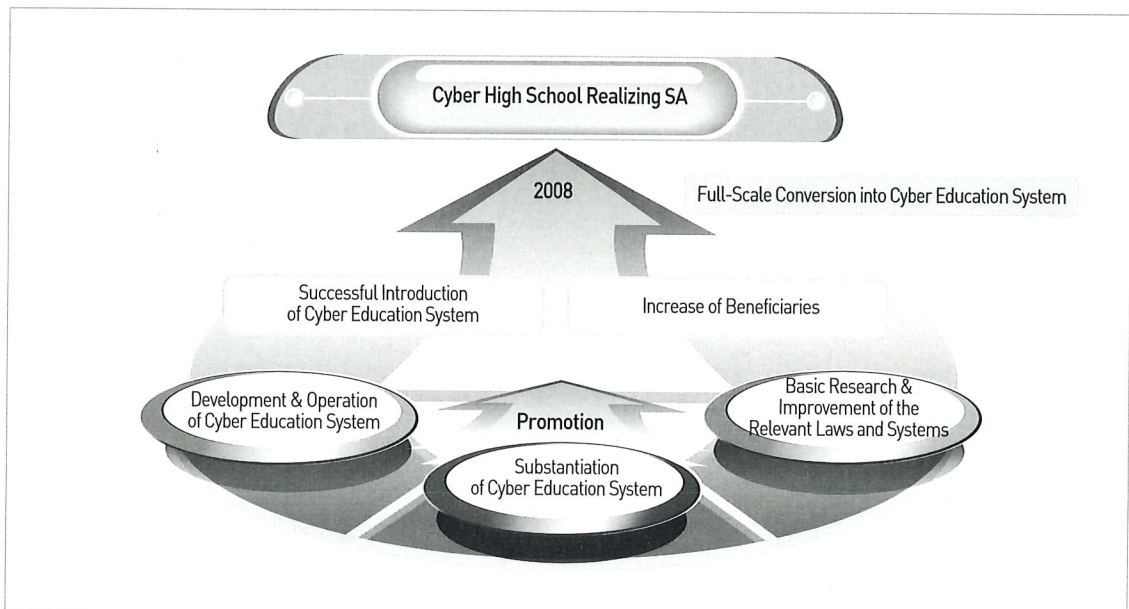 Cyber High School Realizing SA
2008
Full-Scale Conversion into Cyber Education System
Successful Introduction
of Cyber Education System
Increase of Beneficiaries
Development & Operation
of Cyber Education System
Promotion
Basic Research &
Improvement of the
Relevant Laws and Systems
Substantiation
of Cyber Education System